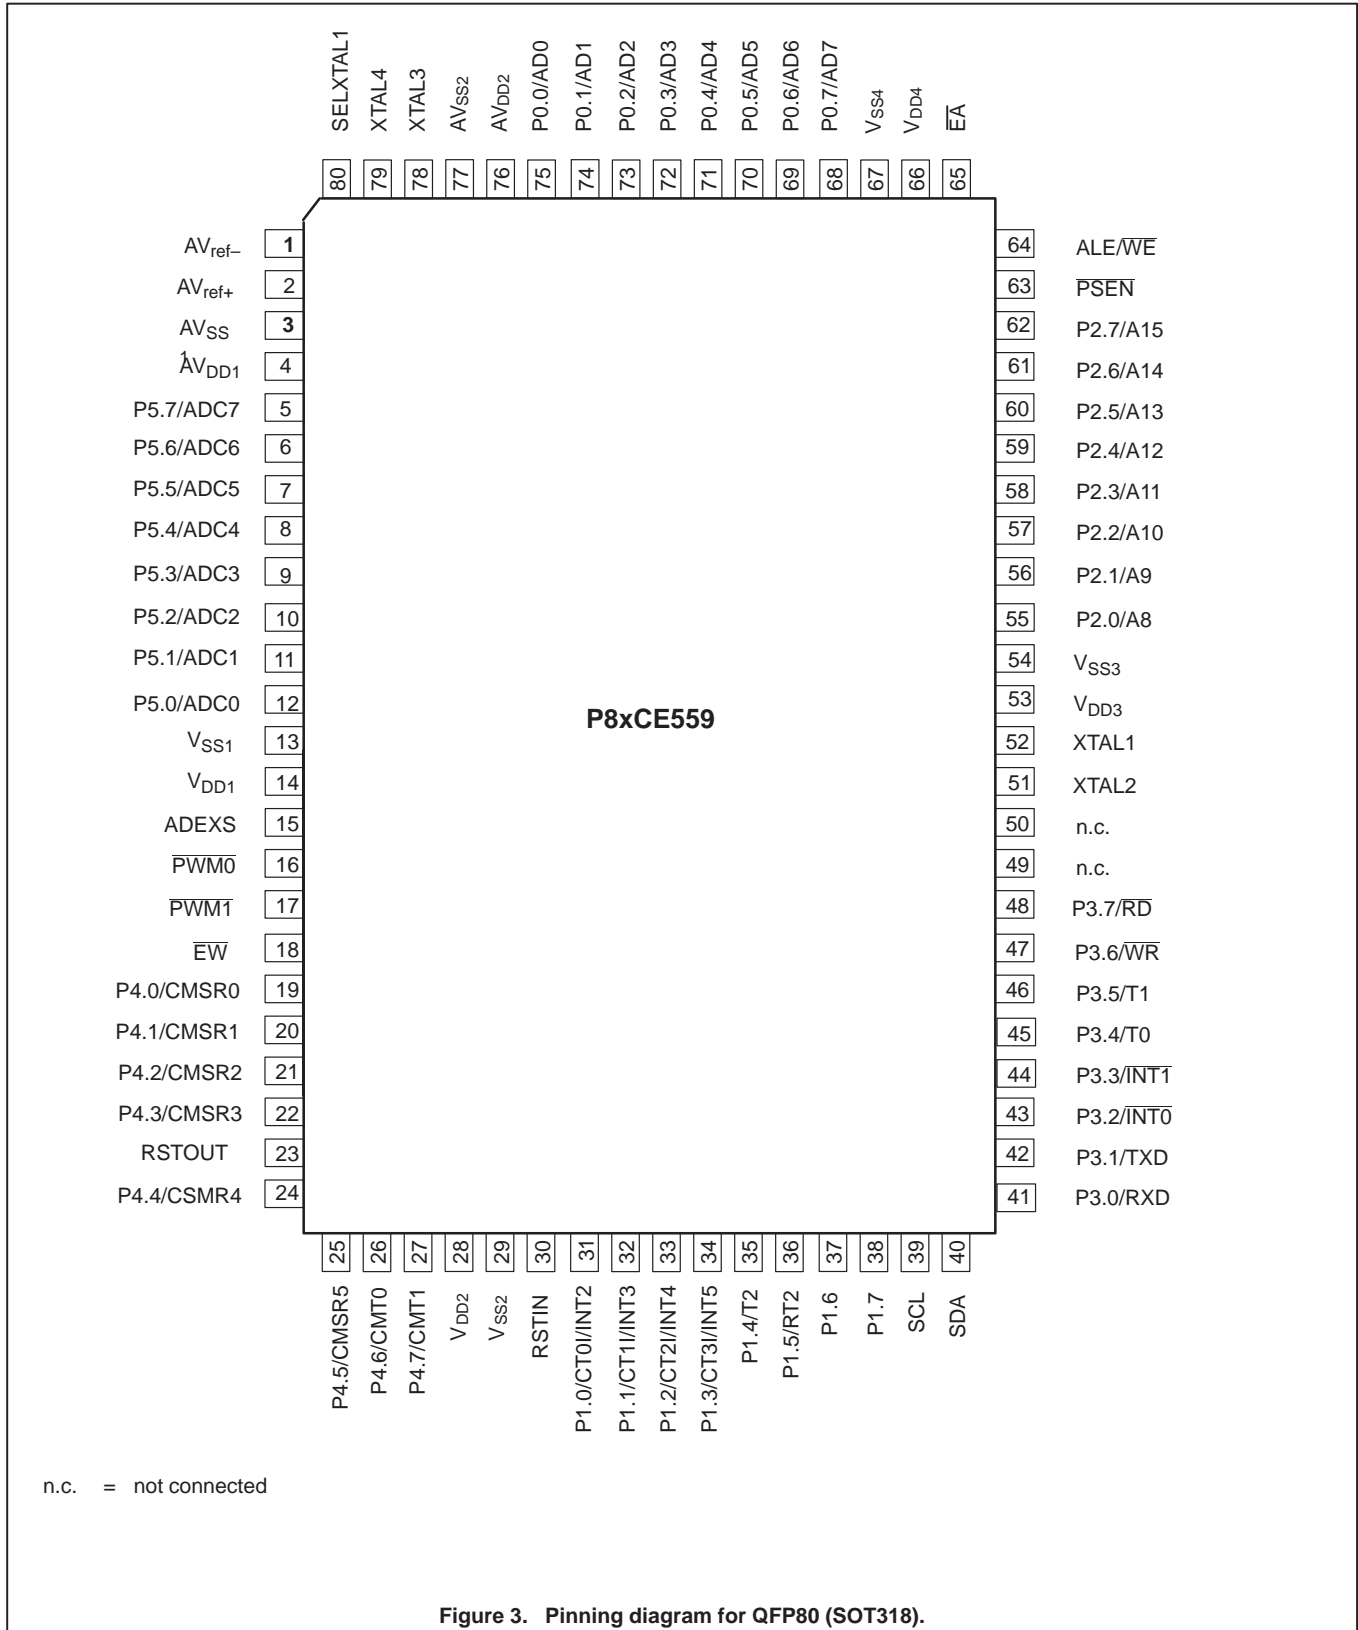 SELXTAL1
XTAL4
XTAL3
AVSS2
AVDD2
P0.0/AD0
P0.1/AD1
P0.2/AD2
P0.3/AD3
P0.4/AD4
P0.5/AD5
P0.6/AD6
P0.7/AD7
VSS4
VDD4
EA
80 79 78 77 76 75 74 73 72 71 70 69 68 67 66 65
AVref– 1 64 ALE/WE
AVref+ 2 63 PSEN
AVSS 3 62 P2.7/A15
1
AVDD1 4 61 P2.6/A14
P5.7/ADC7 5 60 P2.5/A13
P5.6/ADC6 6 59 P2.4/A12
P5.5/ADC5 7 58 P2.3/A11
P5.4/ADC4 8 57 P2.2/A10
P5.3/ADC3 9 56 P2.1/A9
P5.2/ADC2 10 55 P2.0/A8
P5.1/ADC1 11 54 VSS3
P5.0/ADC0 12 53 VDD3
P8xCE559
VSS1 13 52 XTAL1
VDD1 14 51 XTAL2
ADEXS 15 50 n.c.
PWM0 16 49 n.c.
PWM1 17 48 P3.7/RD
EW 18 47 P3.6/WR
P4.0/CMSR0 19 46 P3.5/T1
P4.1/CMSR1 20 45 P3.4/T0
P4.2/CMSR2 21 44 P3.3/INT1
P4.3/CMSR3 22 43 P3.2/INT0
RSTOUT 23 42 P3.1/TXD
P4.4/CSMR4 24 41 P3.0/RXD
25 26 27 28 29 30 31 32 33 34 35 36 37 38 39 40
P4.5/CMSR5
P4.6/CMT0
P4.7/CMT1
VDD2
VSS2
RSTIN
P1.0/CT0I/INT2
P1.1/CT1I/INT3
P1.2/CT2I/INT4
P1.3/CT3I/INT5
P1.4/T2
P1.5/RT2
P1.6
P1.7
SCL
SDA
n.c. = not connected
Figure 3. Pinning diagram for QFP80 (SOT318).